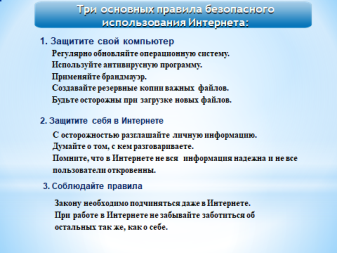 Три основных правила безопасного
использования Интернета:
1. Защитите свой компьютер
Регулярно обновляйте операционную систему.
Используйте антивирусную программу.
Применяйте брандмауэр.
Создавайте резервные копии важных файлов.
Будьте осторожны при загрузке новых файлов.
2. Защитите себя в Интернете
С осторожностью разглашайте личную информацию.
Думайте о том, с кем разговариваете.
Помните, что в Интернете не вся информация надежна и не все
пользователи откровенны.
3. Соблюдайте правила
Закону необходимо подчиняться даже в Интернете.
При работе в Интернете не забывайте заботиться об
остальных так же, как о себе.